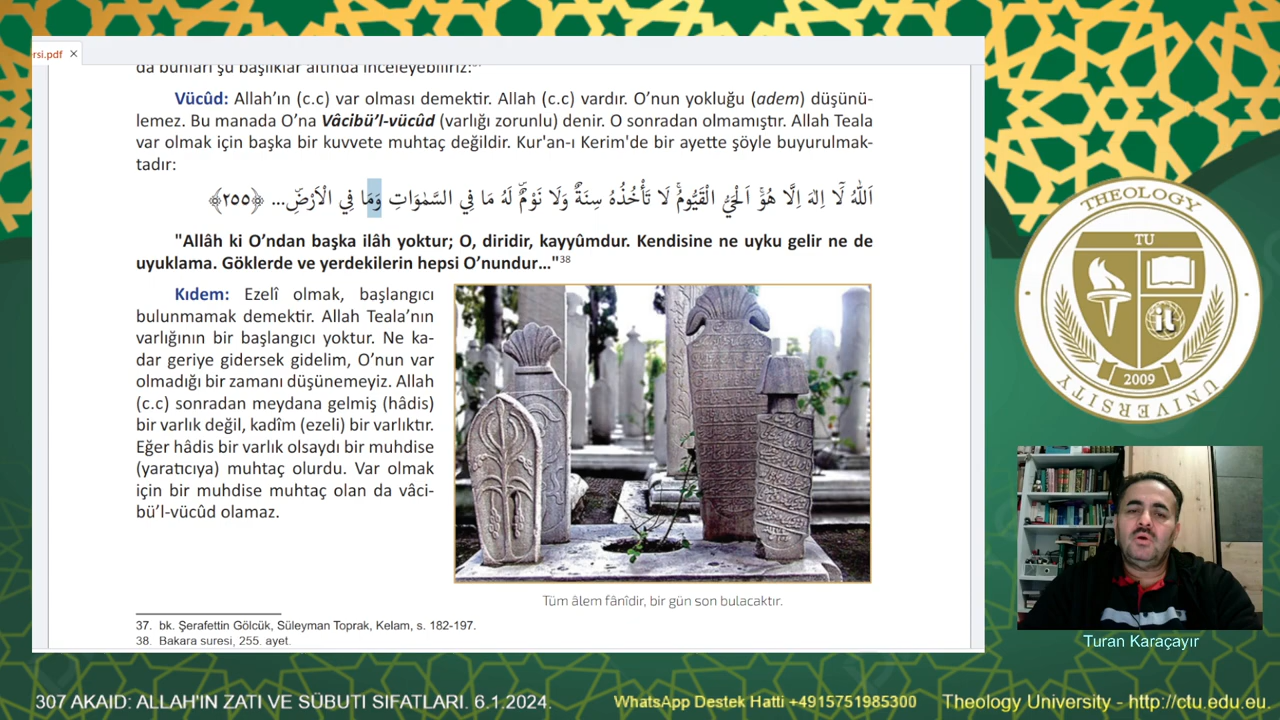 rsi.pdf ×
da bunları şu başlıklar altında inceleyebiliriz:37
Vücûd: Allah’ın (c.c) var olması demektir. Allah (c.c) vardır. O’nun yokluğu (adem) düşünü-
lemez. Bu manada O’na Vâcibü’l-vücûd (varlığı zorunlu) denir. O sonradan olmamıştır. Allah Teala
var olmak için başka bir kuvvete muhtaç değildir. Kur'an-ı Kerim'de bir ayette şöyle buyurulmak-
tadır:
اَللّٰهُ لَٓا اِلٰهَ اِلَّا هُوَۚ اَلْحَيُّ الْقَيُّومُۚ لَا تَأْخُذُهُ سِنَةٌ وَلَا نَوْمٌۜ لَهُ مَا فِي السَّمٰوَاتِ وَمَا فِي الْاَرْضِۜ... ﴿٢٥٥﴾
"Allâh ki O’ndan başka ilâh yoktur; O, diridir, kayyûmdur. Kendisine ne uyku gelir ne de
uyuklama. Göklerde ve yerdekilerin hepsi O’nundur…"38
Kıdem: Ezelî olmak, başlangıcı
bulunmamak demektir. Allah Teala’nın
varlığının bir başlangıcı yoktur. Ne ka-
dar geriye gidersek gidelim, O’nun var
olmadığı bir zamanı düşünemeyiz. Allah
(c.c) sonradan meydana gelmiş (hâdis)
bir varlık değil, kadîm (ezeli) bir varlıktır.
Eğer hâdis bir varlık olsaydı bir muhdise
(yaratıcıya) muhtaç olurdu. Var olmak
için bir muhdise muhtaç olan da vâci-
bü’l-vücûd olamaz.
Tüm âlem fânîdir, bir gün son bulacaktır.
37. bk. Şerafettin Gölcük, Süleyman Toprak, Kelam, s. 182-197.
38. Bakara suresi, 255. ayet.
THEOLOGY
TU
2009
UNIVERSITY
Turan Karaçayır
307 AKAID: ALLAH'IN ZATI VE SÜBUTI SIFATLARI. 6.1.2024.
WhatsApp Destek Hatti +4915751985300
Theology University - http://ctu.edu.eu.